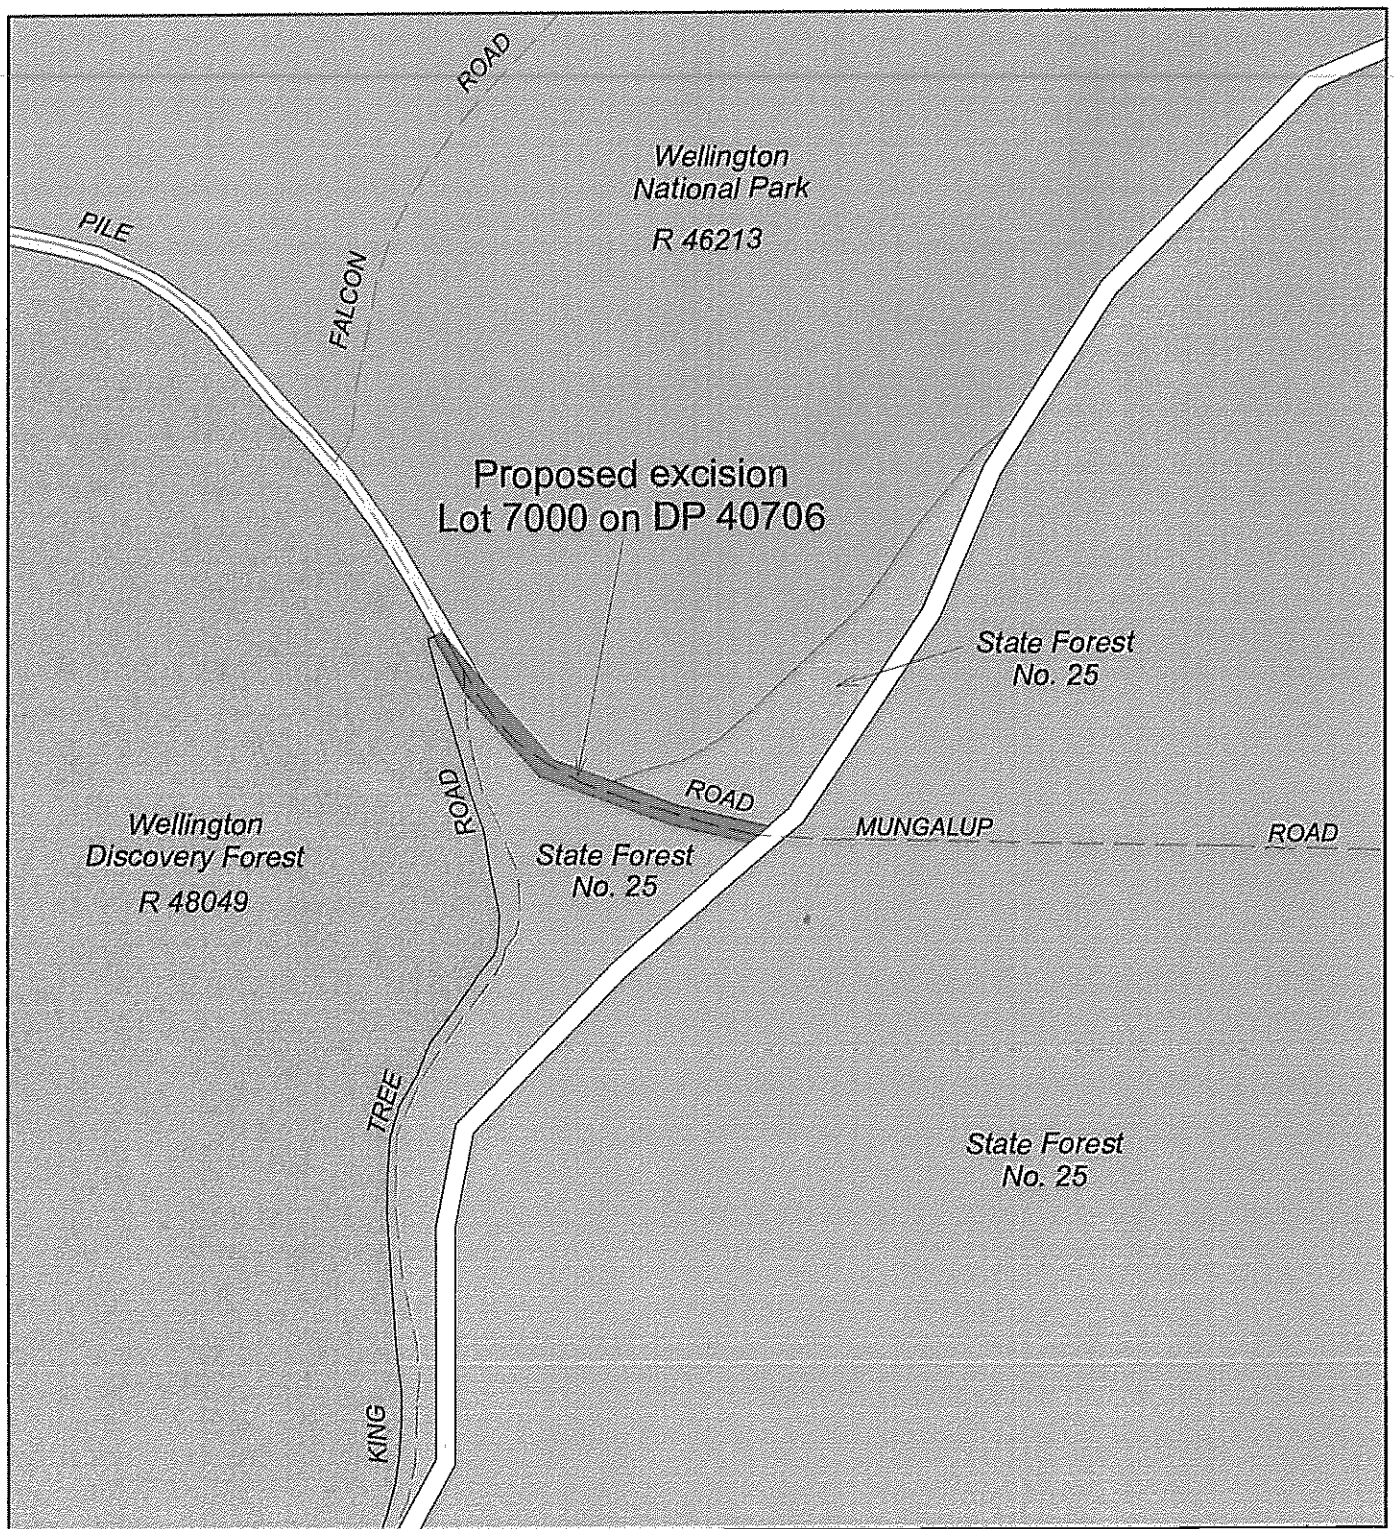 ROAD
Wellington
National Park
R 46213
PILE
FALCON
Proposed excision
Lot 7000 on DP 40706
State Forest
No. 25
ROAD
ROAD
MUNGALUP
ROAD
Wellington
Discovery Forest
R 48049
State Forest
No. 25
TREE
State Forest
No. 25
KING